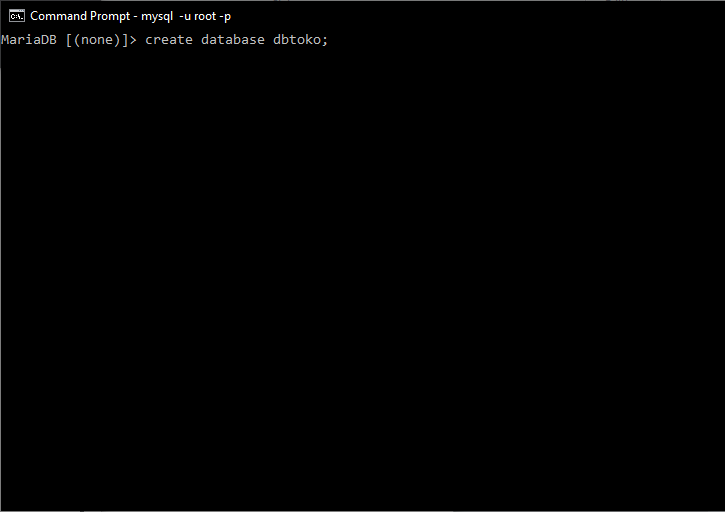 Command Prompt - mysql  -u root -p
MariaDB [(none)]> create database dbtoko;